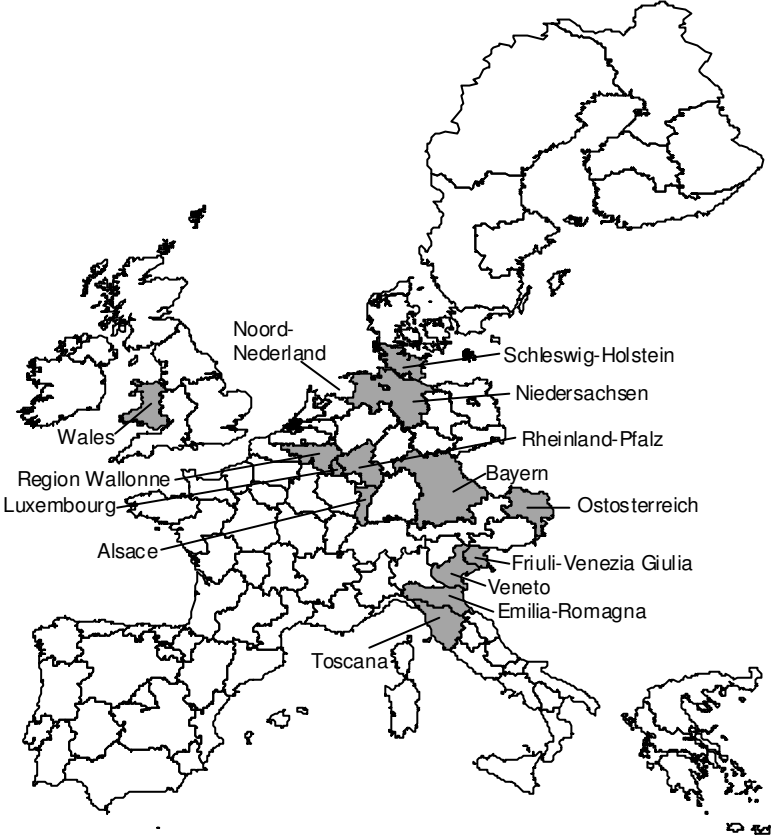 Noord-
Nederland
Schleswig-Holstein
Niedersachsen
Wales
Rheinland-Pfalz
Region Wallonne
Bayern
Luxembourg
Ostosterreich
Alsace
Friuli-Venezia Giulia
Veneto
Emilia-Romagna
Toscana